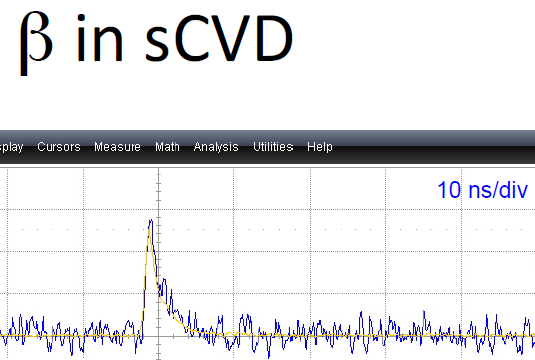 β in sCVD
splay Cursors Measure Math Analysis Utilities Help
10 ns/div